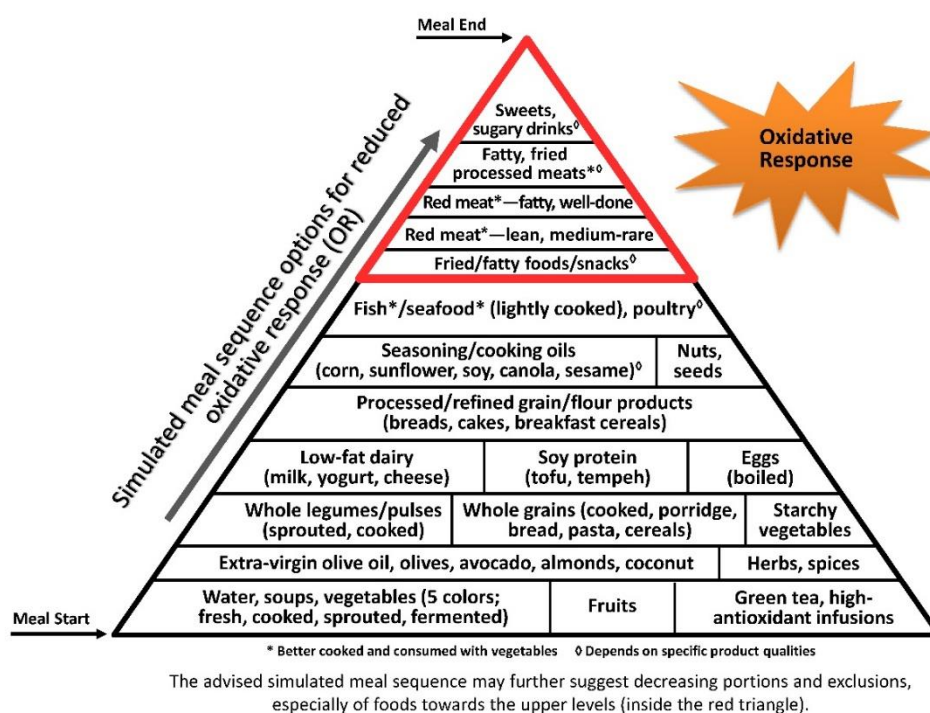 Meal End
Sweets,
sugary drinks◊
Fatty, fried
processed meats*◊
Red meat*—fatty, well-done
Red meat*—lean, medium-rare
Fried/fatty foods/snacks◊
Oxidative
Response
Simulated meal sequence options for reduced
oxidative response (OR)
Fish*/seafood* (lightly cooked), poultry◊
Seasoning/cooking oils
(corn, sunflower, soy, canola, sesame)◊
Nuts,
seeds
Processed/refined grain/flour products
(breads, cakes, breakfast cereals)
Low-fat dairy
(milk, yogurt, cheese)
Soy protein
(tofu, tempeh)
Eggs
(boiled)
Whole legumes/pulses
(sprouted, cooked)
Whole grains (cooked, porridge,
bread, pasta, cereals)
Starchy
vegetables
Extra-virgin olive oil, olives, avocado, almonds, coconut
Herbs, spices
Meal Start
Water, soups, vegetables (5 colors;
fresh, cooked, sprouted, fermented)
Fruits
Green tea, high-
antioxidant infusions
* Better cooked and consumed with vegetables ◊ Depends on specific product qualities
The advised simulated meal sequence may further suggest decreasing portions and exclusions,
especially of foods towards the upper levels (inside the red triangle).